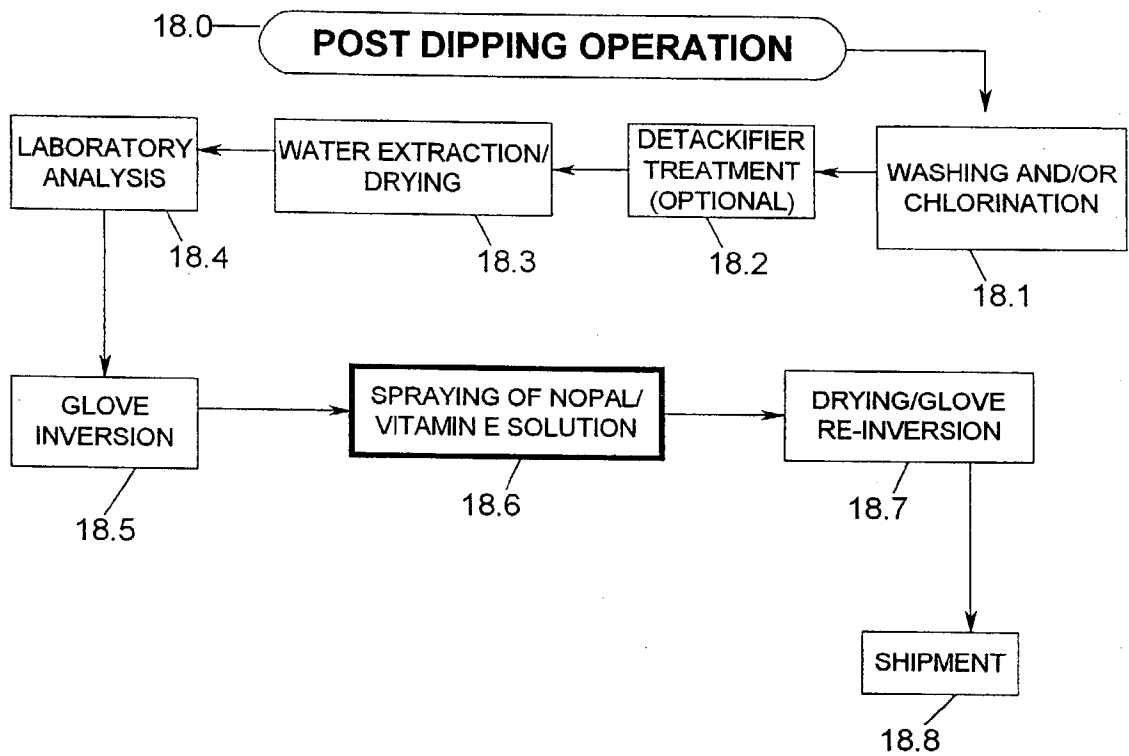 18.0
POST DIPPING OPERATION
WASHING AND/OR
CHLORINATION
18.1
DETACKIFIER
TREATMENT
(OPTIONAL)
18.2
WATER EXTRACTION/
DRYING
18.3
LABORATORY
ANALYSIS
18.4
GLOVE
INVERSION
18.5
SPRAYING OF NOPAL/
VITAMIN E SOLUTION
18.6
DRYING/GLOVE
RE-INVERSION
18.7
SHIPMENT
18.8